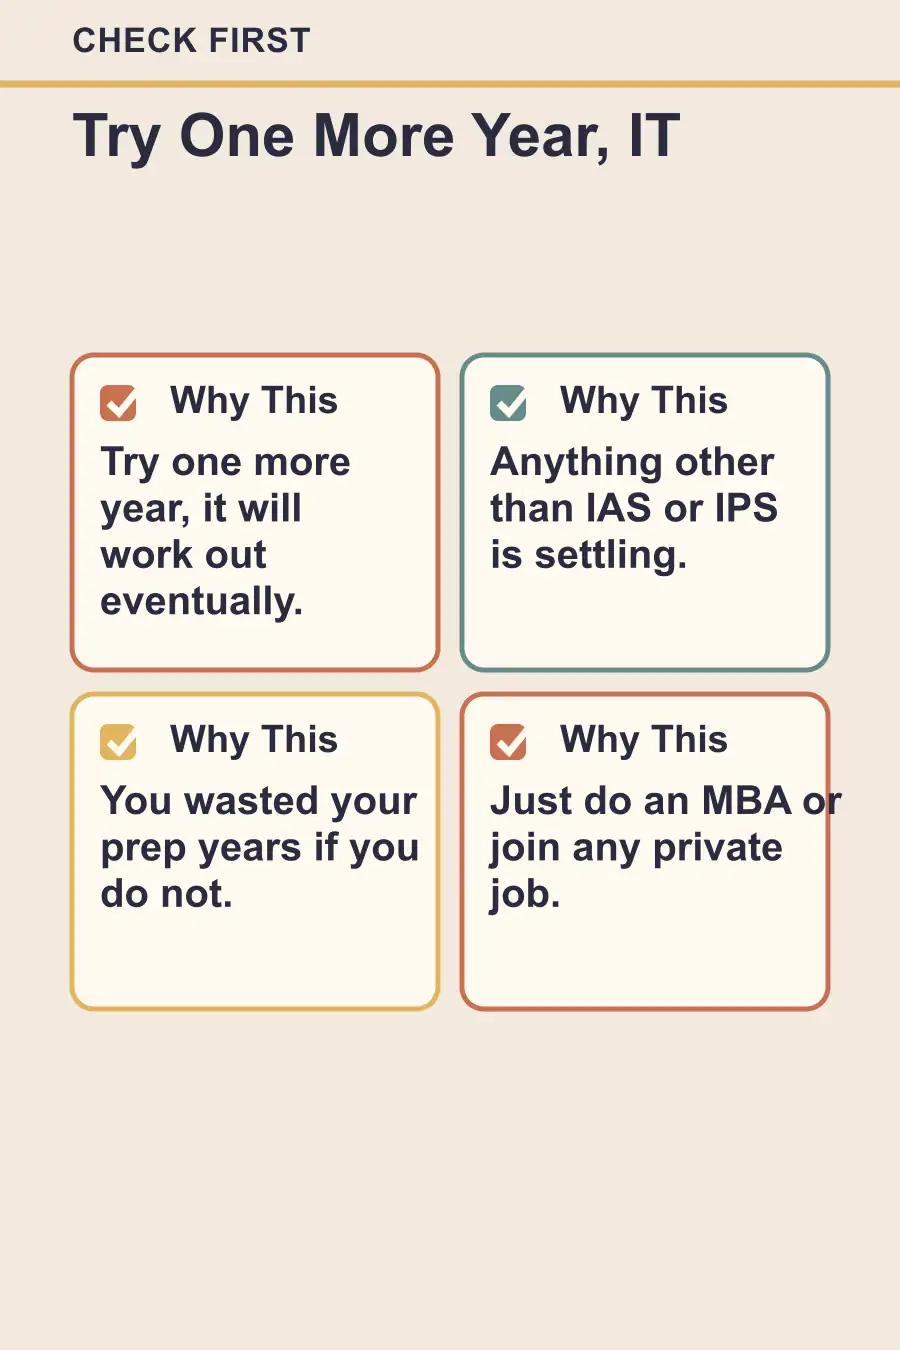 CHECK FIRST
Try One More Year, IT
Why This
Try one more
year, it will
work out
eventually.
Why This
Anything other
than IAS or IPS
is settling.
Why This
You wasted your
prep years if you
do not.
Why This
Just do an MBA or
join any private
job.